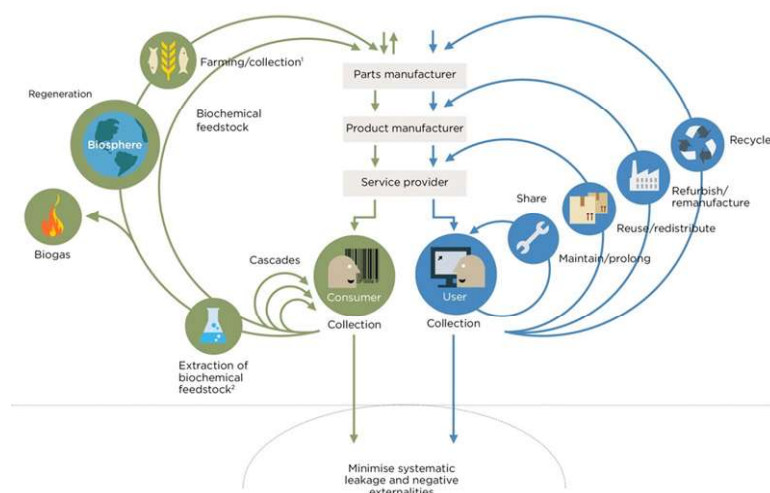 Farming/collection¹
Parts manufacturer
Regeneration
Biochemical
feedstock
Biosphere
Product manufacturer
Recycle
Service provider
Share
Refurbish/
remanufacture
Reuse/redistribute
Biogas
Cascades
Maintain/prolong
Consumer
User
Collection
Collection
Extraction of
biochemical
feedstock²
Minimise systematic
leakage and negative
externalities